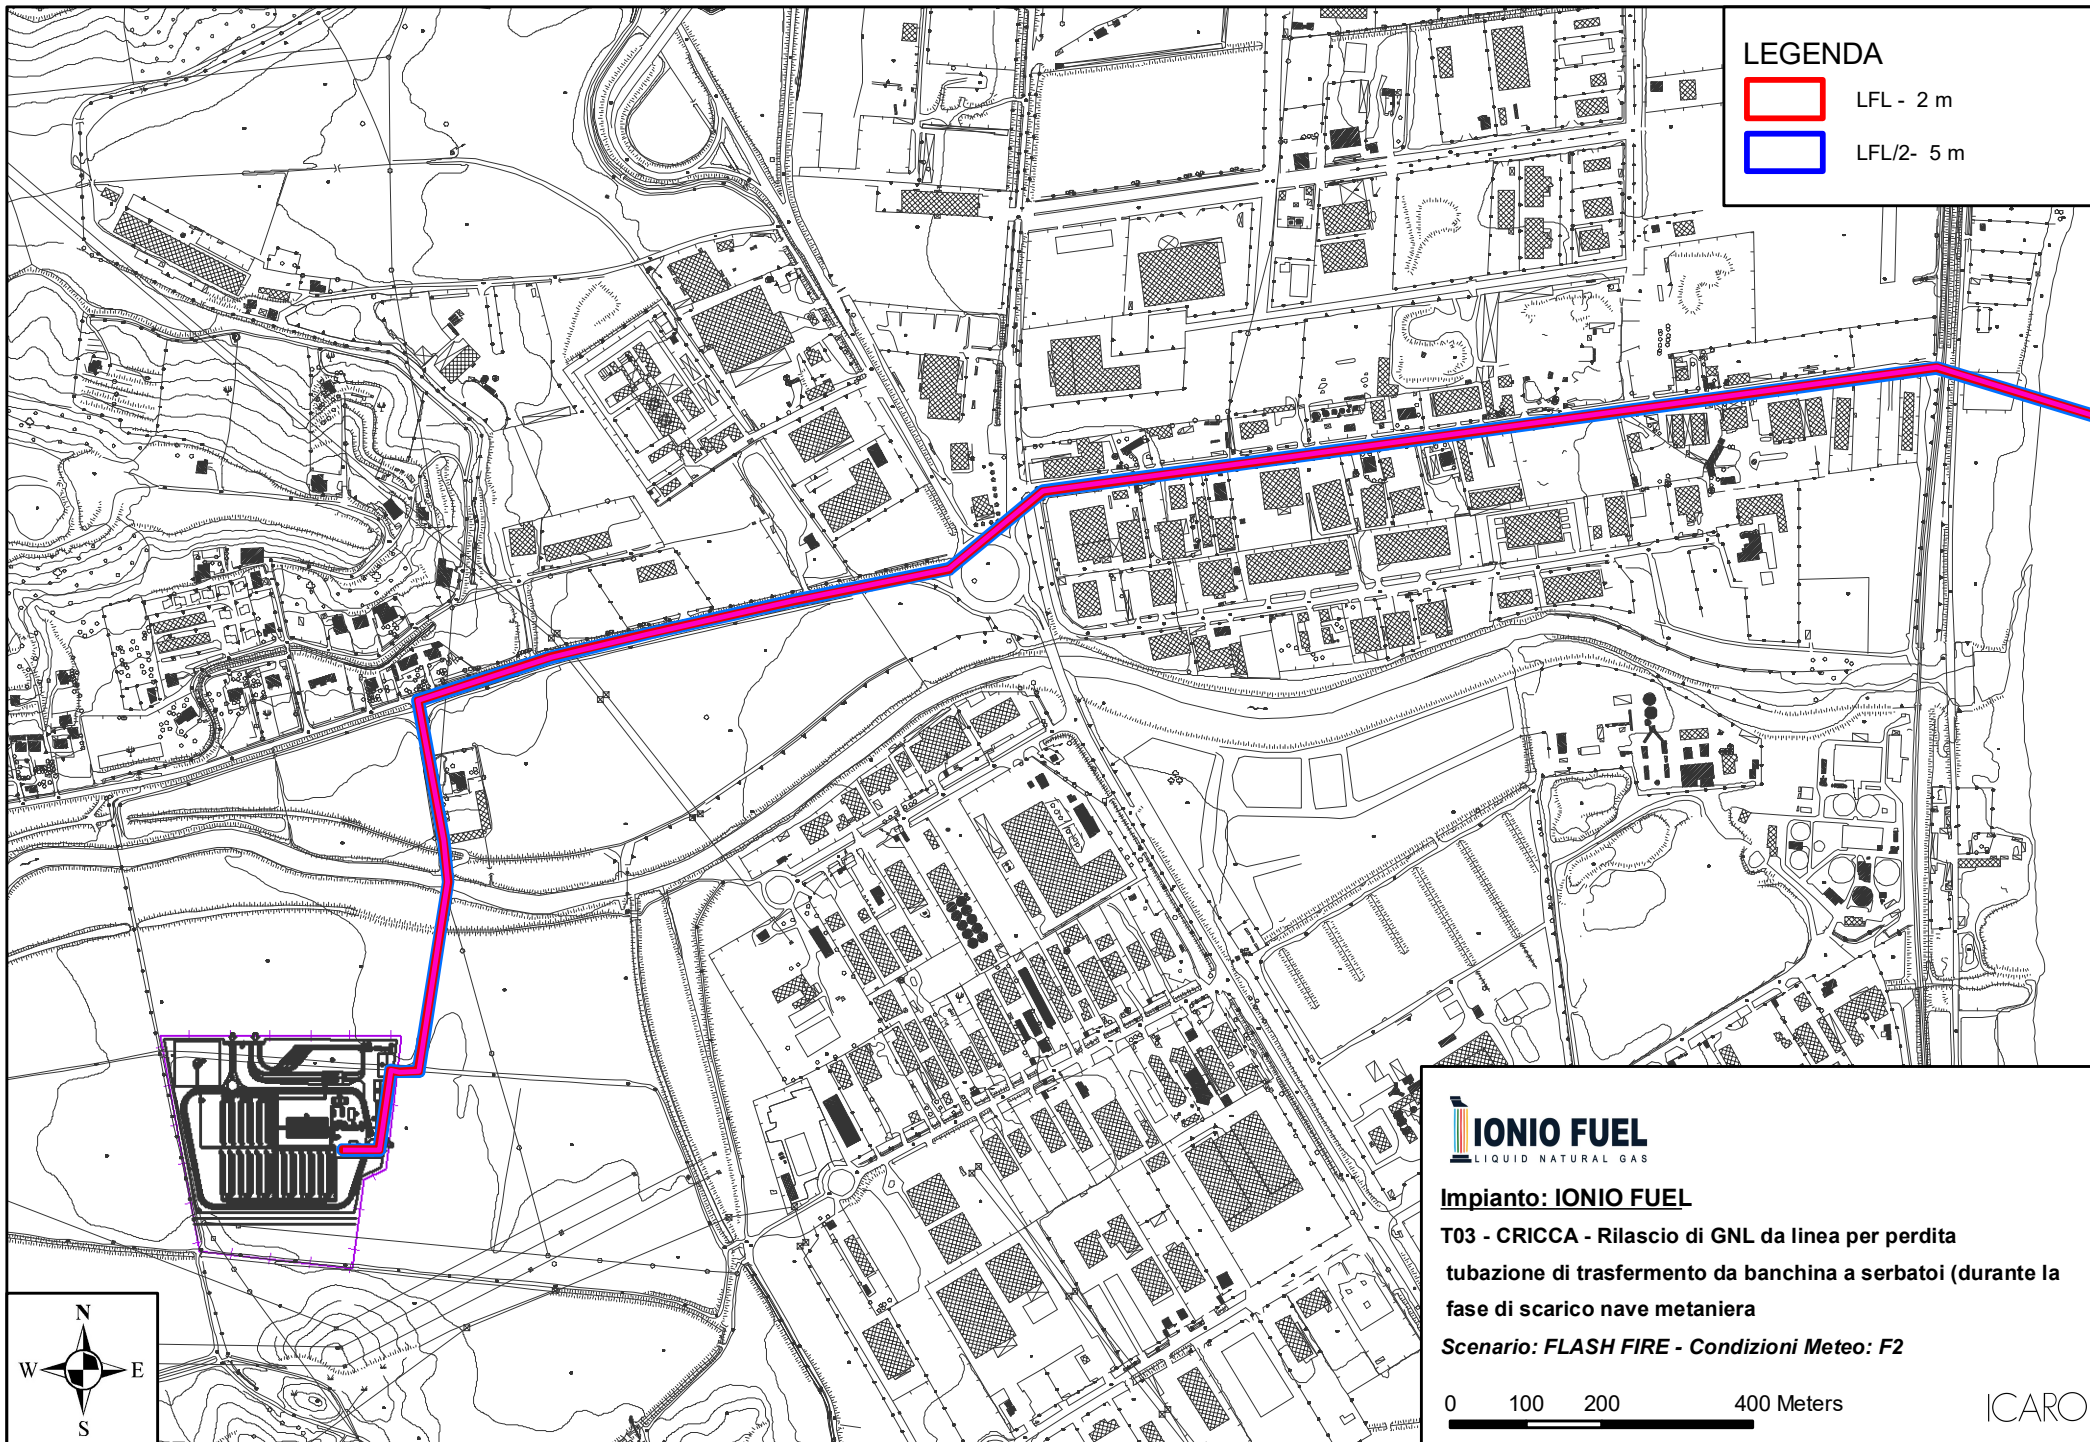 LEGENDA
LFL - 2 m
LFL/2- 5 m
IONIO FUEL
LIQUID NATURAL GAS
Impianto: IONIO FUEL
T03 - CRICCA - Rilascio di GNL da linea per perdita
tubazione di trasfermento da banchina a serbatoi (durante la
fase di scarico nave metaniera
Scenario: FLASH FIRE - Condizioni Meteo: F2
0 100 200 400 Meters
ICARO
N
W E
S